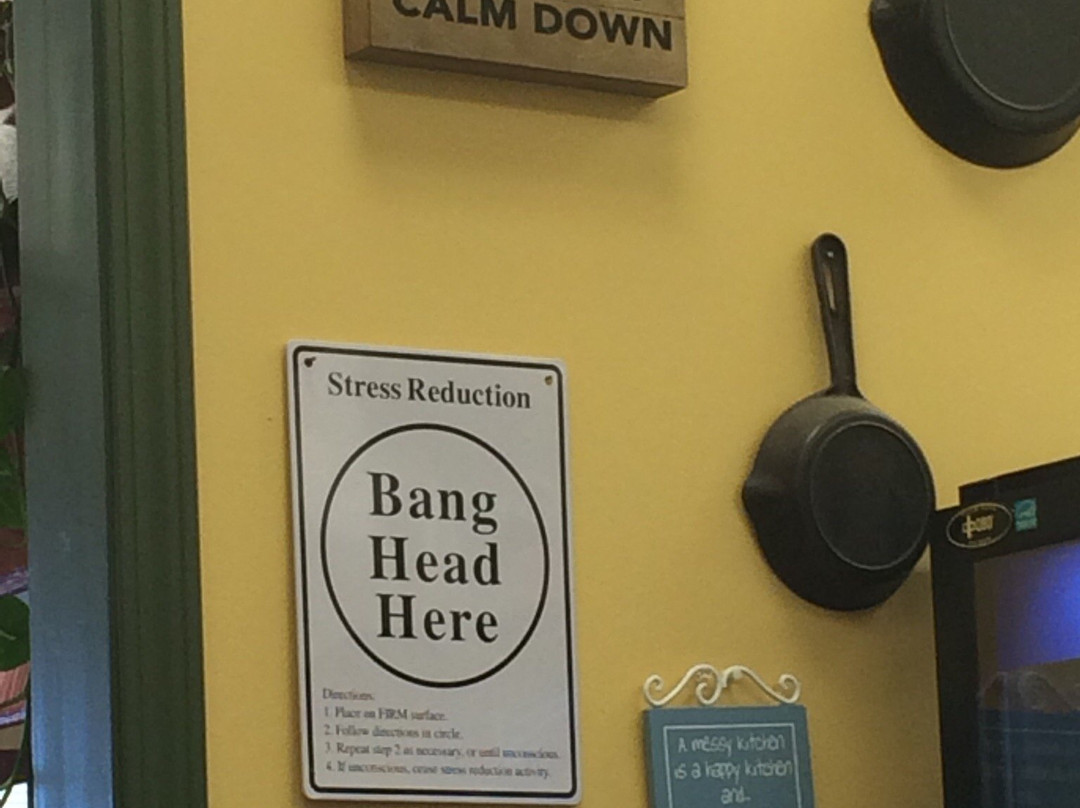 CALM DOWN
Stress Reduction
Bang
Head
Here
Directions:
1. Place on FIRM surface.
2. Follow directions in circle.
3. Repeat step 2 as necessary, or until unconscious.
4. If unconscious, cease stress reduction activity.
A messy kitchen
is a happy kitchen
and..